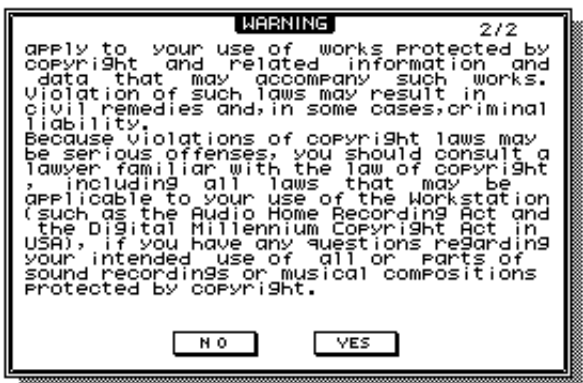 WARNING
2/2
apply to your use of works protected by
copyright and related information and
data that may accompany such works.
Violation of such laws may result in
civil remedies and,in some cases,criminal
liability.
Because violations of copyright laws may
be serious offenses, you should consult a
lawyer familiar with the law of copyright
, including all laws that may be
applicable to your use of the Workstation
(such as the Audio Home Recording Act and
the Digital Millennium Copyright Act in
USA), if you have any questions regarding
your intended use of all or parts of
sound recordings or musical compositions
protected by copyright.
NO
YES